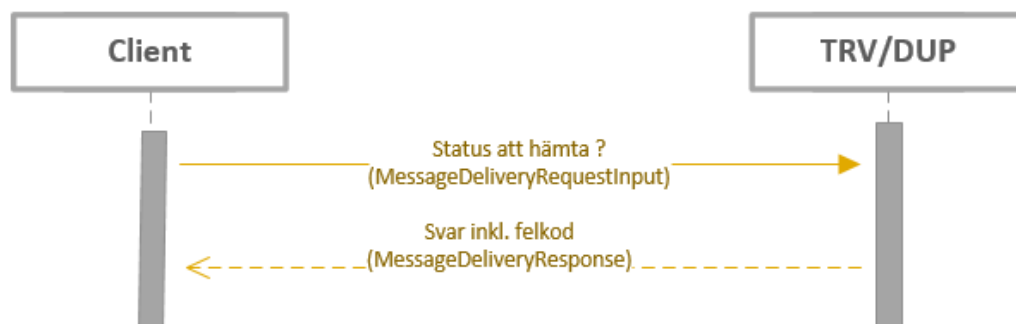 Client
TRV/DUP
Status att hämta ?
(MessageDeliveryRequestInput)
Svar inkl. felkod
(MessageDeliveryResponse)